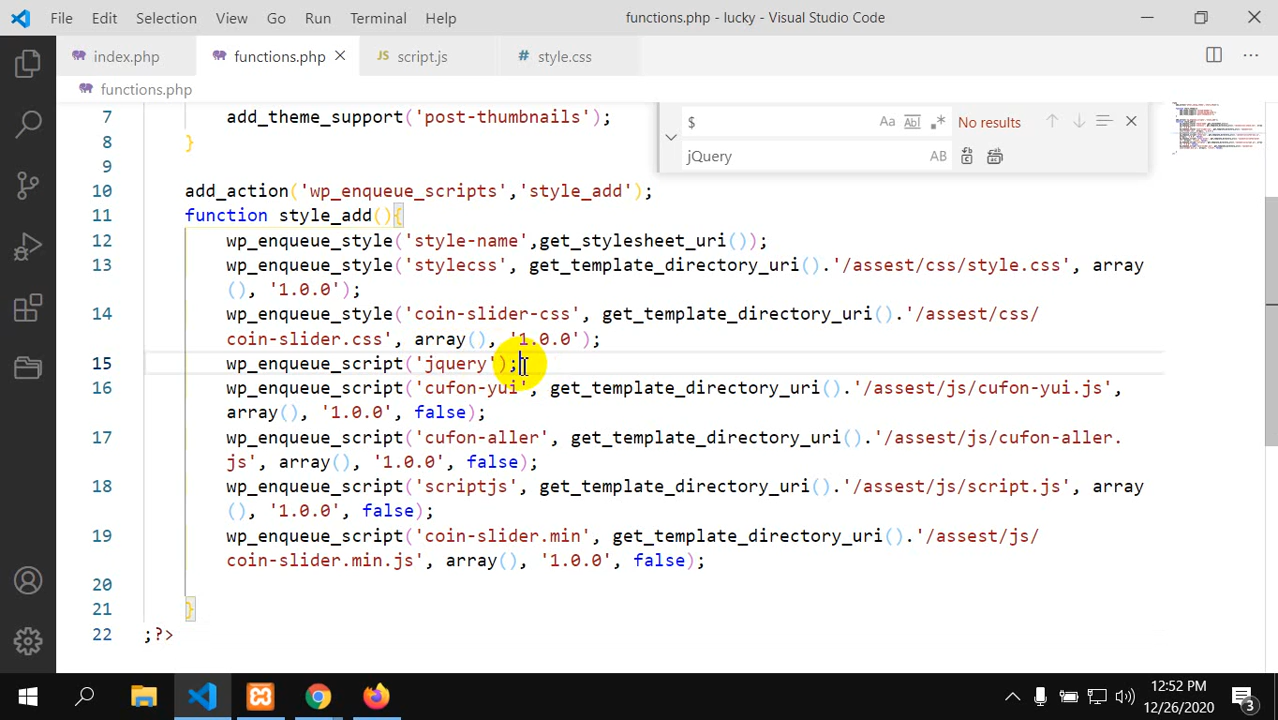 File Edit Selection View Go Run Terminal Help functions.php - lucky - Visual Studio Code
index.php functions.php JS script.js # style.css
functions.php
$ Aa Abl .* No results
jQuery AB
7 add_theme_support('post-thumbnails');
8 }
9
10 add_action('wp_enqueue_scripts','style_add');
11 function style_add(){
12 wp_enqueue_style('style-name',get_stylesheet_uri());
13 wp_enqueue_style('stylecss', get_template_directory_uri().'/assest/css/style.css', array
(), '1.0.0');
14 wp_enqueue_style('coin-slider-css', get_template_directory_uri().'/assest/css/
coin-slider.css', array(), '1.0.0');
15 wp_enqueue_script('jquery');
16 wp_enqueue_script('cufon-yui', get_template_directory_uri().'/assest/js/cufon-yui.js',
array(), '1.0.0', false);
17 wp_enqueue_script('cufon-aller', get_template_directory_uri().'/assest/js/cufon-aller.
js', array(), '1.0.0', false);
18 wp_enqueue_script('scriptjs', get_template_directory_uri().'/assest/js/script.js', array
(), '1.0.0', false);
19 wp_enqueue_script('coin-slider.min', get_template_directory_uri().'/assest/js/
coin-slider.min.js', array(), '1.0.0', false);
20
21 }
22 ;?>
12:52 PM
12/26/2020
3